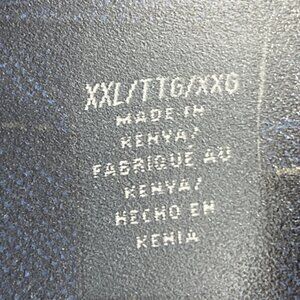 XXL/TTG/XXG
MADE IN
KENYA/
FABRIQUÉ AU
KENYA/
HECHO EN
KENIA